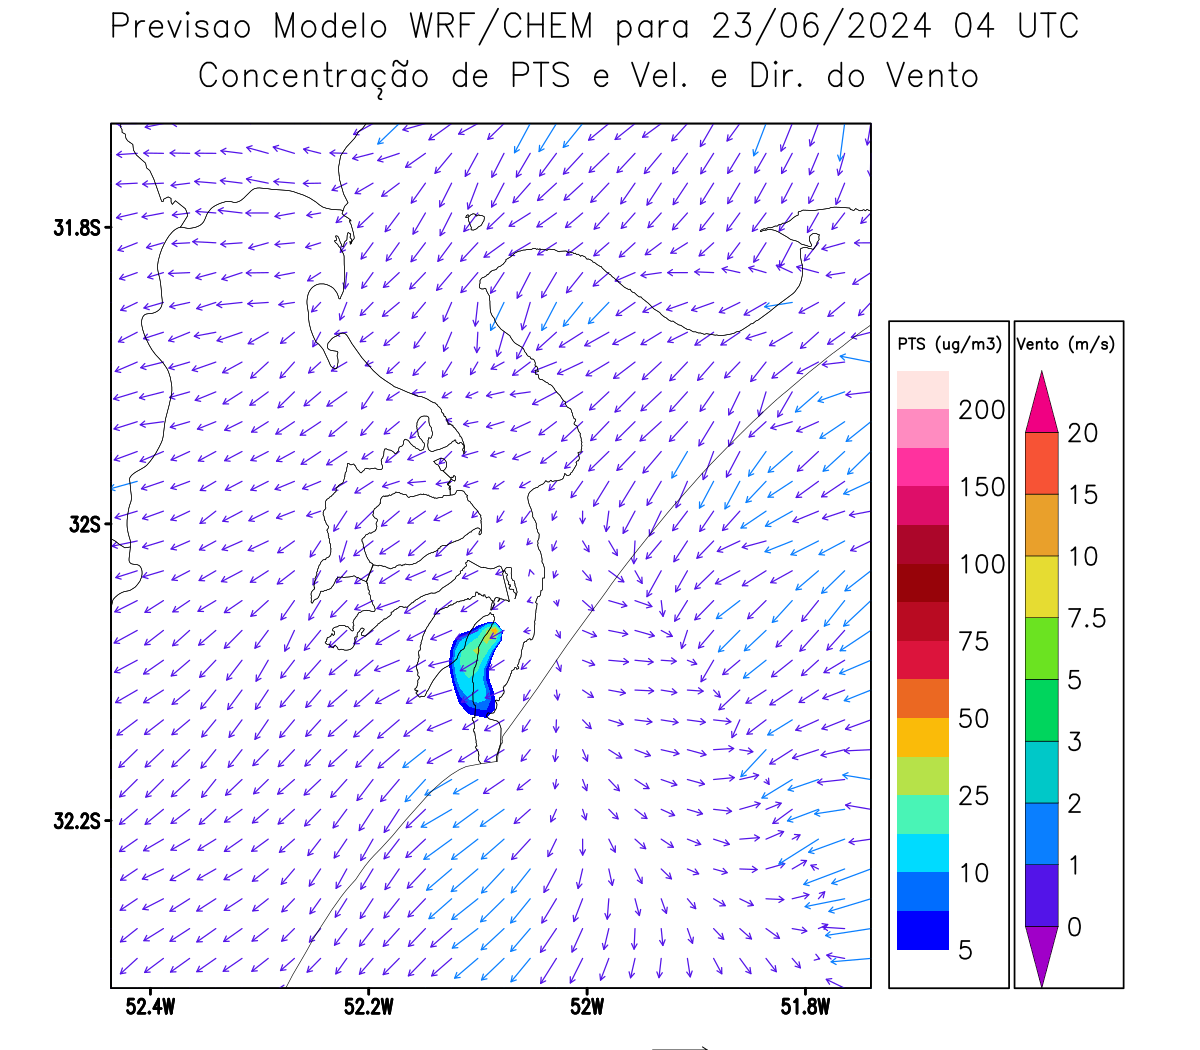 Previsao Modelo WRF/CHEM para 23/06/2024 04 UTC
Concentração de PTS e Vel. e Dir. do Vento
31.8S
32S
32.2S
52.4W
52.2W
52W
51.8W
PTS (ug/m3)
200
150
100
75
50
25
10
5
Vento (m/s)
20
15
10
7.5
5
3
2
1
0